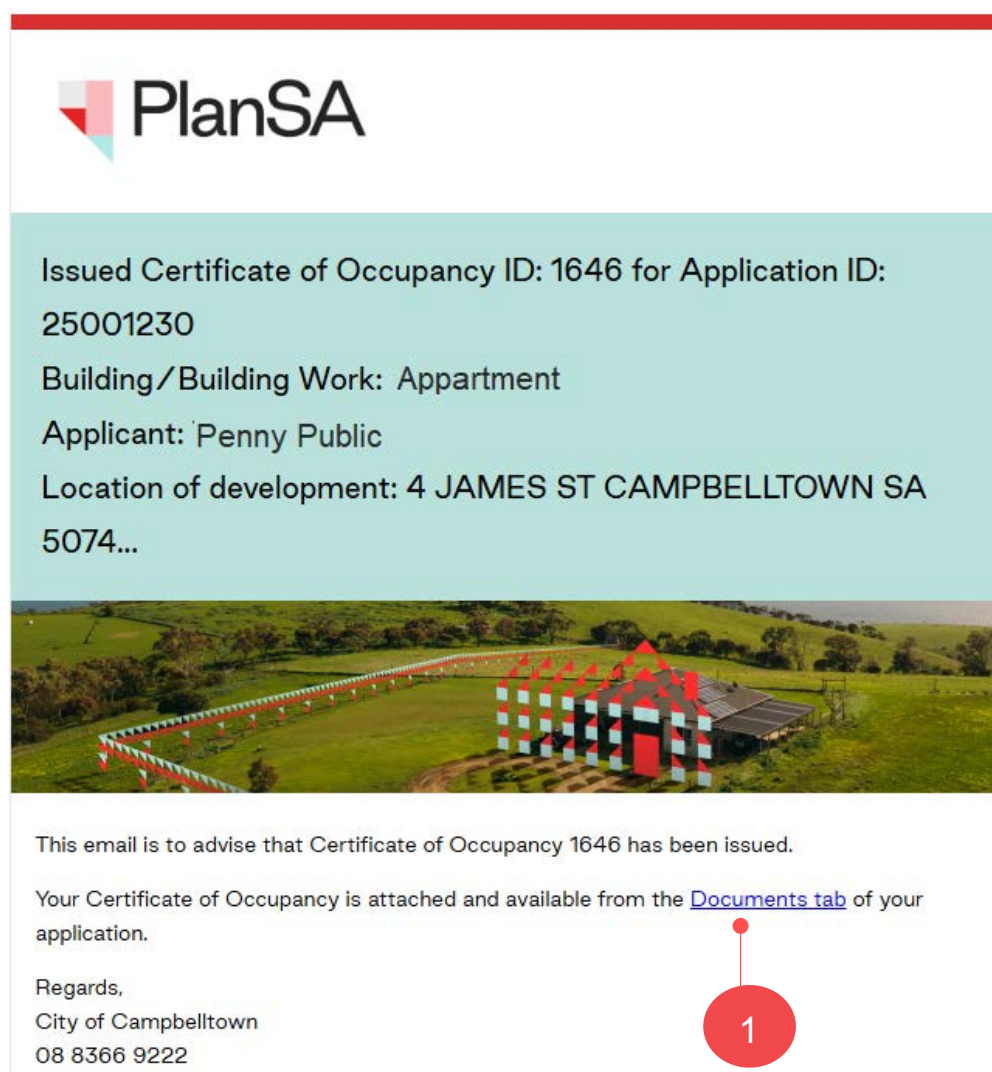 PlanSA
Issued Certificate of Occupancy ID: 1646 for Application ID:
25001230
Building/Building Work: Appartment
Applicant: Penny Public
Location of development: 4 JAMES ST CAMPBELLTOWN SA
5074...
This email is to advise that Certificate of Occupancy 1646 has been issued.
Your Certificate of Occupancy is attached and available from the Documents tab of your
application.
Regards,
City of Campbelltown
08 8366 9222
1